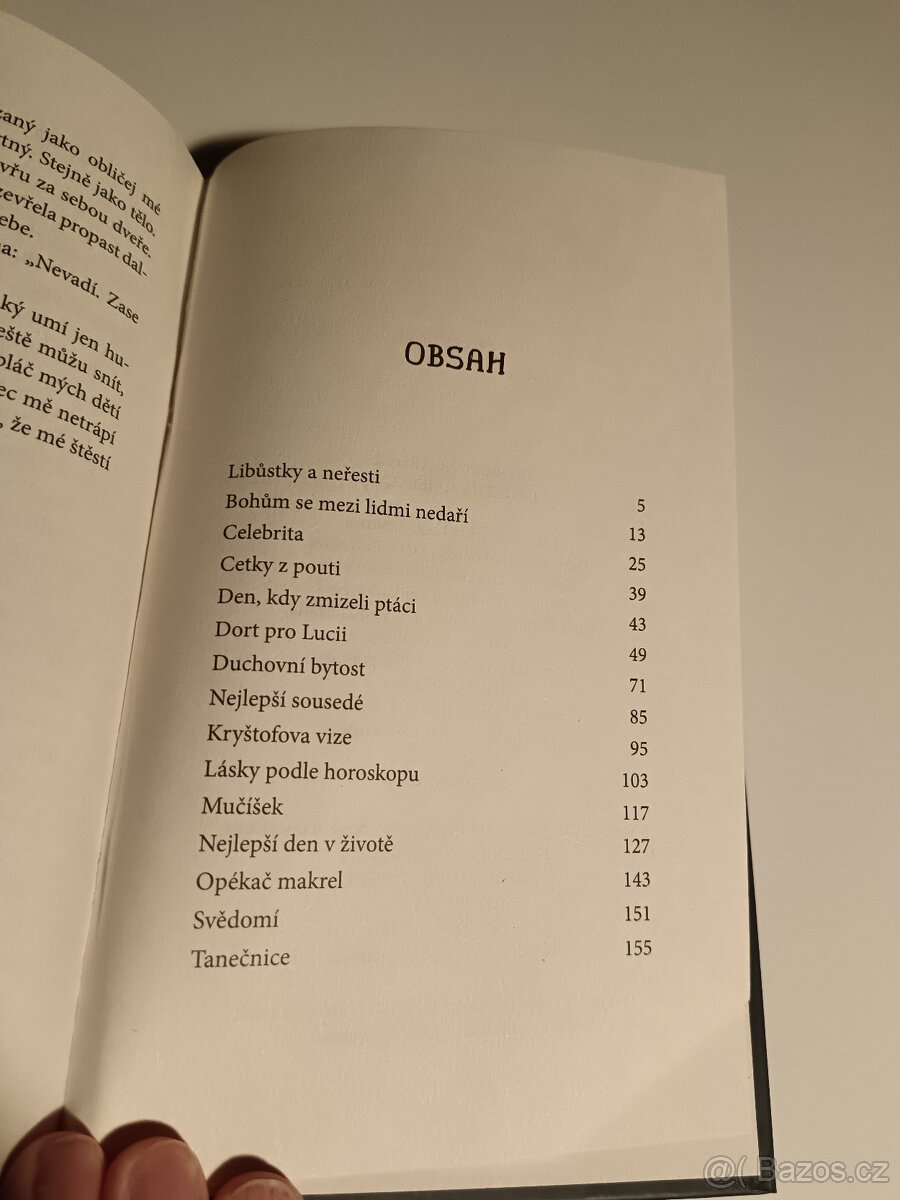 zaný jako obličej mé
rtný. Stejně jako tělo.
vřu za sebou dveře.
zevřela propast dal-
ebe.
na: „Nevadí. Zase
ký umí jen hu-
eště můžu snít,
pláč mých dětí
ec mě netrápí
, že mé štěstí
OBSAH
Libůstky a neřesti 5
Bohům se mezi lidmi nedaří 13
Celebrita 25
Cetky z pouti 39
Den, kdy zmizeli ptáci 43
Dort pro Lucii 49
Duchovní bytost 71
Nejlepší sousedé 85
Kryštofova vize 95
Lásky podle horoskopu 103
Mučíšek 117
Nejlepší den v životě 127
Opékač makrel 143
Svědomí 151
Tanečnice 155
@( Bazos.cz